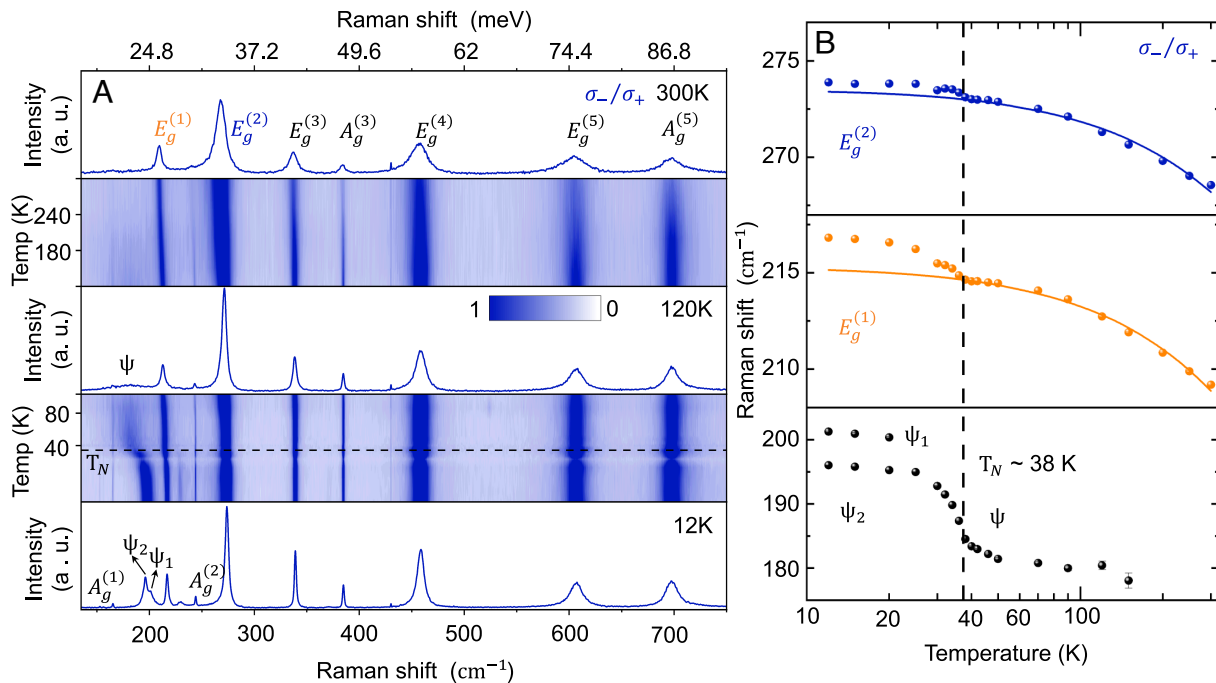 Raman shift (meV)
24.8 37.2 49.6 62 74.4 86.8
A
σ₋/σ₊ 300K
E_g^(1) E_g^(2) E_g^(3) A_g^(3) E_g^(4) E_g^(5) A_g^(5)
Intensity
(a. u.)
240
180
Temp (K)
1 0
120K
ψ
Intensity
(a. u.)
80
40
Temp (K)
T_N
12K
ψ₂
ψ₁
A_g^(1)
A_g^(2)
Intensity
(a. u.)
200 300 400 500 600 700
Raman shift (cm⁻¹)
B
σ₋/σ₊
275
270
E_g^(2)
215
210
E_g^(1)
Raman shift (cm⁻¹)
200
190
180
ψ₁
ψ₂
T_N ~ 38 K
ψ
10 20 40 60 100
Temperature (K)